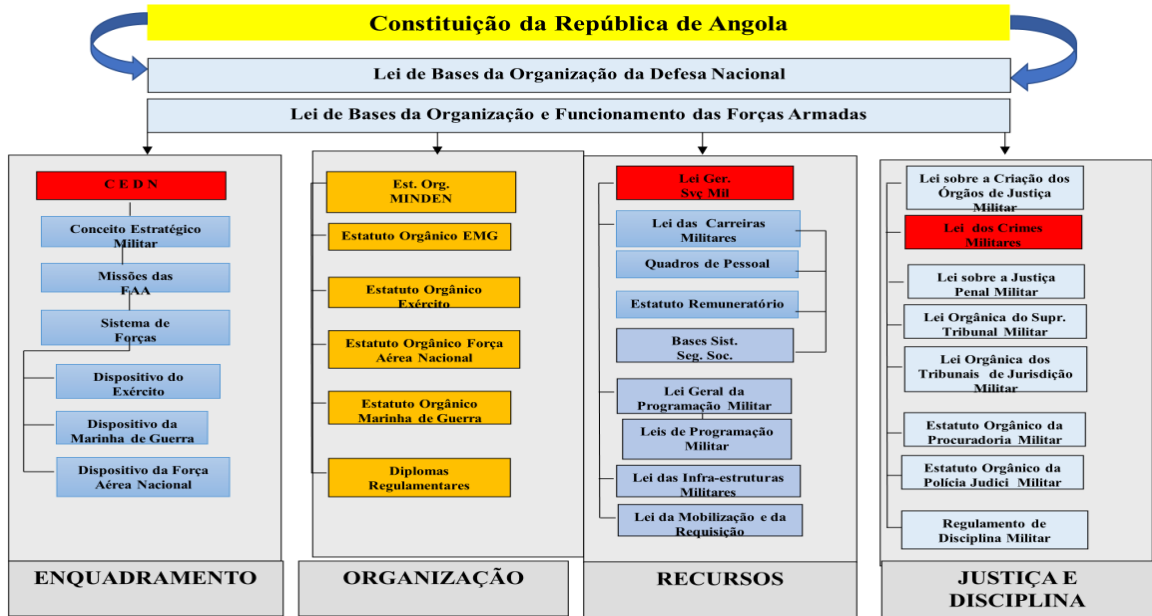 Constituição da República de Angola
Lei de Bases da Organização da Defesa Nacional
Lei de Bases da Organização e Funcionamento das Forças Armadas
C E D N
Conceito Estratégico
Militar
Missões das
FAA
Sistema de
Forças
Dispositivo do
Exército
Dispositivo da
Marinha de Guerra
Dispositivo da Força
Aérea Nacional
ENQUADRAMENTO
Est. Org.
MINDEN
Estatuto Orgânico EMG
Estatuto Orgânico
Exército
Estatuto Orgânico Força
Aérea Nacional
Estatuto Orgânico
Marinha de Guerra
Diplomas
Regulamentares
ORGANIZAÇÃO
Lei Ger.
Svç Mil
Lei das Carreiras
Militares
Quadros de Pessoal
Estatuto Remuneratório
Bases Sist.
Seg. Soc.
Lei Geral da
Programação Militar
Leis de Programação
Militar
Lei das Infra-estruturas
Militares
Lei da Mobilização e da
Requisição
RECURSOS
Lei sobre a Criação dos
Órgãos de Justiça
Militar
Lei dos Crimes
Militares
Lei sobre a Justiça
Penal Militar
Lei Orgânica do Supr.
Tribunal Militar
Lei Orgânica dos
Tribunais de Jurisdição
Militar
Estatuto Orgânico da
Procuradoria Militar
Estatuto Orgânico da
Polícia Judici Militar
Regulamento de
Disciplina Militar
JUSTIÇA E
DISCIPLINA